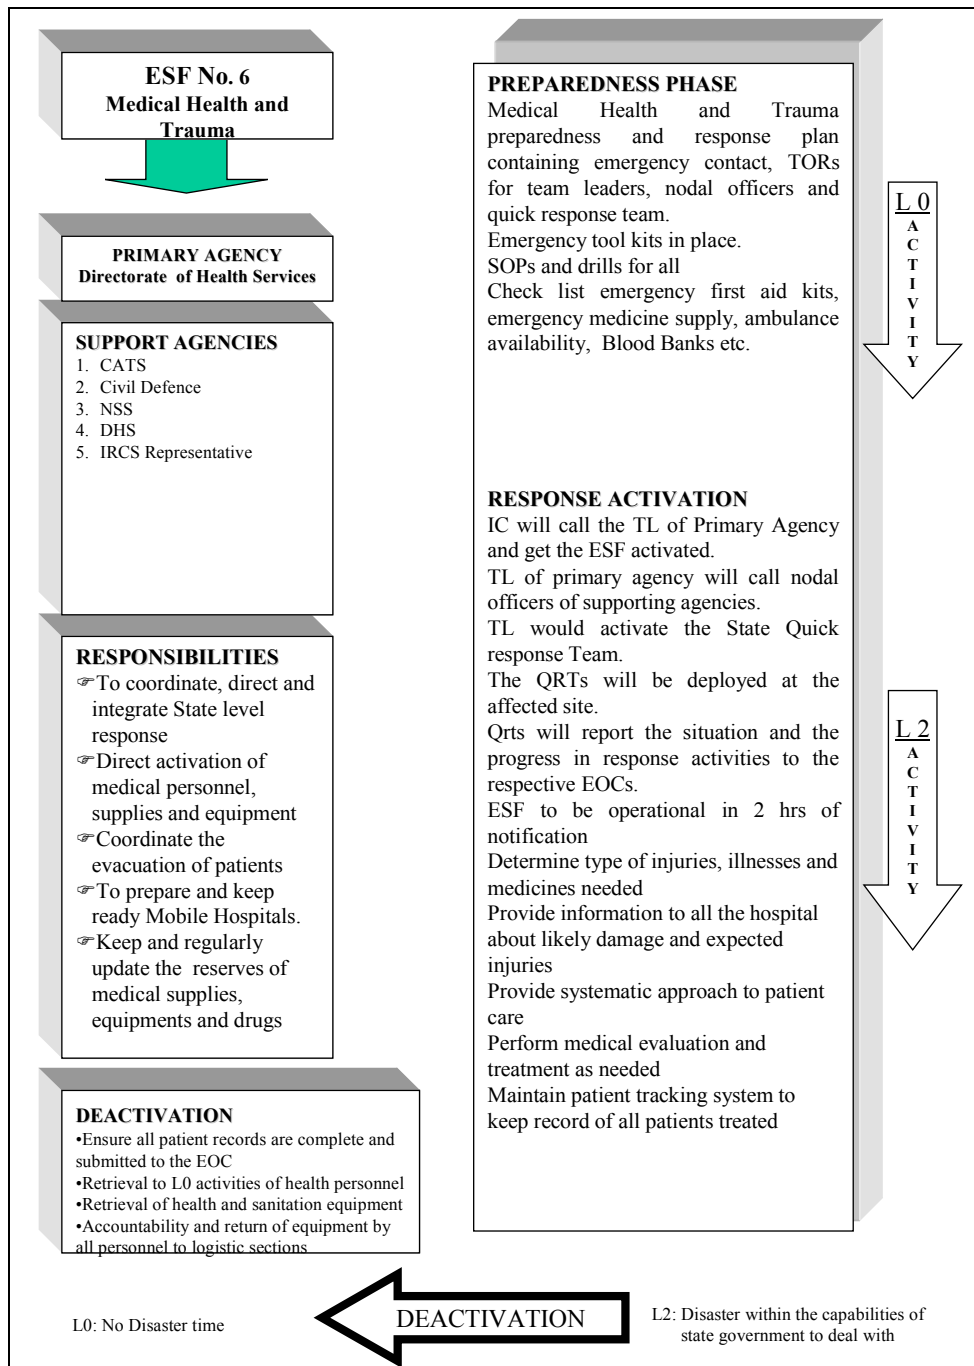 ESF No. 6
Medical Health and
Trauma
PRIMARY AGENCY
Directorate of Health Services
SUPPORT AGENCIES
1. CATS
2. Civil Defence
3. NSS
4. DHS
5. IRCS Representative
RESPONSIBILITIES
☞To coordinate, direct and
integrate State level
response
☞Direct activation of
medical personnel,
supplies and equipment
☞Coordinate the
evacuation of patients
☞To prepare and keep
ready Mobile Hospitals.
☞Keep and regularly
update the reserves of
medical supplies,
equipments and drugs
DEACTIVATION
•Ensure all patient records are complete and
submitted to the EOC
•Retrieval to L0 activities of health personnel
•Retrieval of health and sanitation equipment
•Accountability and return of equipment by
all personnel to logistic sections
PREPAREDNESS PHASE
Medical Health and Trauma
preparedness and response plan
containing emergency contact, TORs
for team leaders, nodal officers and
quick response team.
Emergency tool kits in place.
SOPs and drills for all
Check list emergency first aid kits,
emergency medicine supply, ambulance
availability, Blood Banks etc.
RESPONSE ACTIVATION
IC will call the TL of Primary Agency
and get the ESF activated.
TL of primary agency will call nodal
officers of supporting agencies.
TL would activate the State Quick
response Team.
The QRTs will be deployed at the
affected site.
Qrts will report the situation and the
progress in response activities to the
respective EOCs.
ESF to be operational in 2 hrs of
notification
Determine type of injuries, illnesses and
medicines needed
Provide information to all the hospital
about likely damage and expected
injuries
Provide systematic approach to patient
care
Perform medical evaluation and
treatment as needed
Maintain patient tracking system to
keep record of all patients treated
L 0
A
C
T
I
V
I
T
Y
L 2
A
C
T
I
V
I
T
Y
L0: No Disaster time
DEACTIVATION
L2: Disaster within the capabilities of
state government to deal with